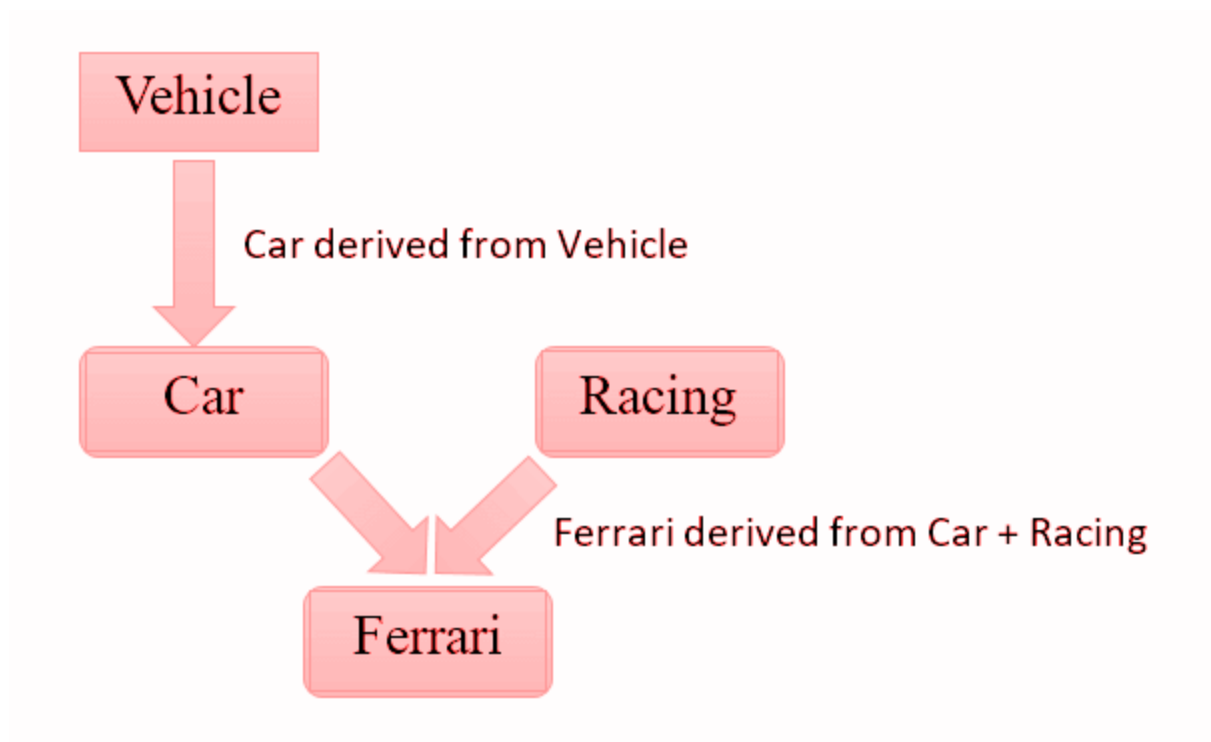 Vehicle
Car derived from Vehicle
Car
Racing
Ferrari derived from Car + Racing
Ferrari